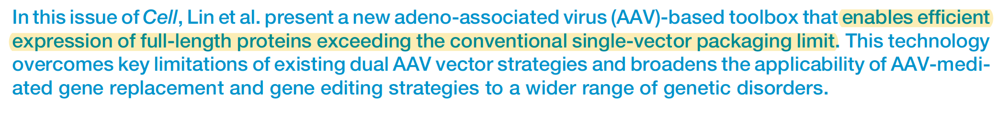 In this issue of Cell, Lin et al. present a new adeno-associated virus (AAV)-based toolbox that enables efficient
expression of full-length proteins exceeding the conventional single-vector packaging limit. This technology
overcomes key limitations of existing dual AAV vector strategies and broadens the applicability of AAV-medi-
ated gene replacement and gene editing strategies to a wider range of genetic disorders.